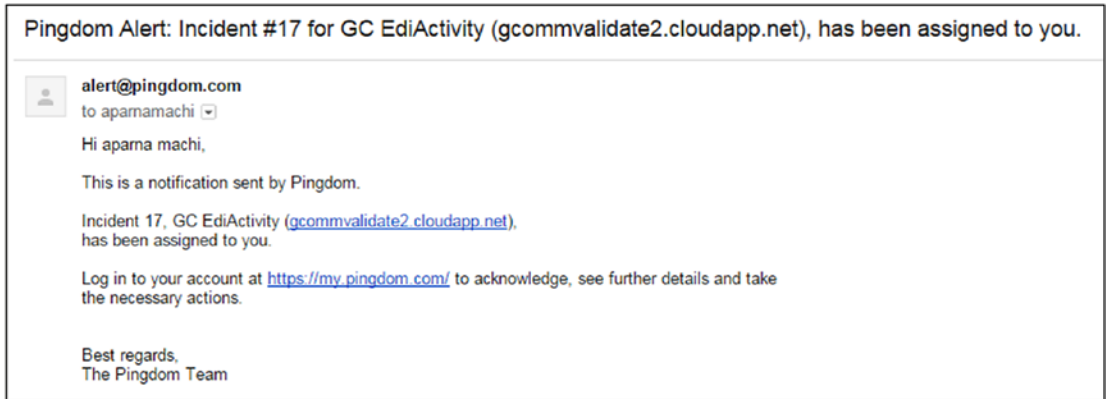 Pingdom Alert: Incident #17 for GC EdiActivity (gcommvalidate2.cloudapp.net), has been assigned to you.
alert@pingdom.com
to aparnamachi
Hi aparna machi,
This is a notification sent by Pingdom.
Incident 17, GC EdiActivity (gcommvalidate2.cloudapp.net),
has been assigned to you.
Log in to your account at https://my.pingdom.com/ to acknowledge, see further details and take
the necessary actions.
Best regards,
The Pingdom Team